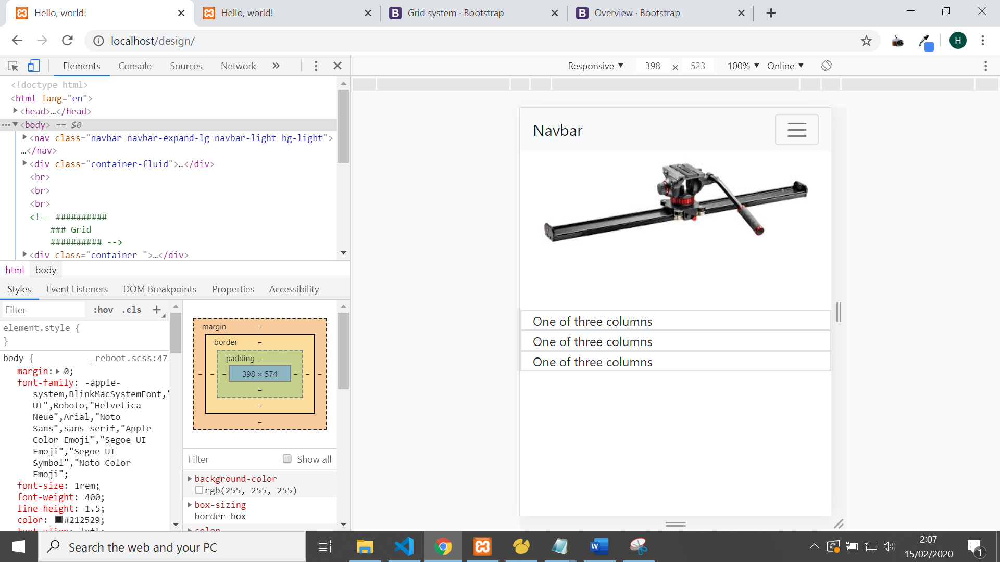 Hello, world!
Hello, world!
Grid system · Bootstrap
Overview · Bootstrap
localhost/design/
H
Elements Console Sources Network »
Responsive ▼ 398 × 523 100% ▼ Online ▼
<!doctype html>
<html lang="en">
<head>…</head>
<body> == $0
<nav class="navbar navbar-expand-lg navbar-light bg-light">
…</nav>
<div class="container-fluid">…</div>
<br>
<br>
<br>
<!-- ##########
### Grid
########## -->
<div class="container ">…</div>
html body
Styles Event Listeners DOM Breakpoints Properties Accessibility
Filter :hov .cls +
element.style {
}
body { _reboot.scss:47
margin: 0;
font-family: -apple-
system,BlinkMacSystemFont,"
UI",Roboto,"Helvetica
Neue",Arial,"Noto
Sans",sans-serif,"Apple
Color Emoji","Segoe UI
Emoji","Segoe UI
Symbol","Noto Color
Emoji";
font-size: 1rem;
font-weight: 400;
line-height: 1.5;
color: #212529;
text-align: left;
margin –
border –
padding –
– – – 398 × 574 – – –
–
–
–
Filter Show all
background-color
rgb(255, 255, 255)
box-sizing
border-box
color
Navbar
One of three columns
One of three columns
One of three columns
Search the web and your PC
2:07
15/02/2020
1